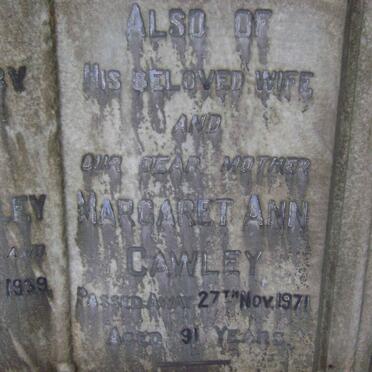 ALSO OF
HIS BELOVED WIFE
AND
OUR DEAR MOTHER
MARGARET ANN
CAWLEY
PASSED AWAY 27TH NOV. 1971
AGED 91 YEARS.
LEY
1939